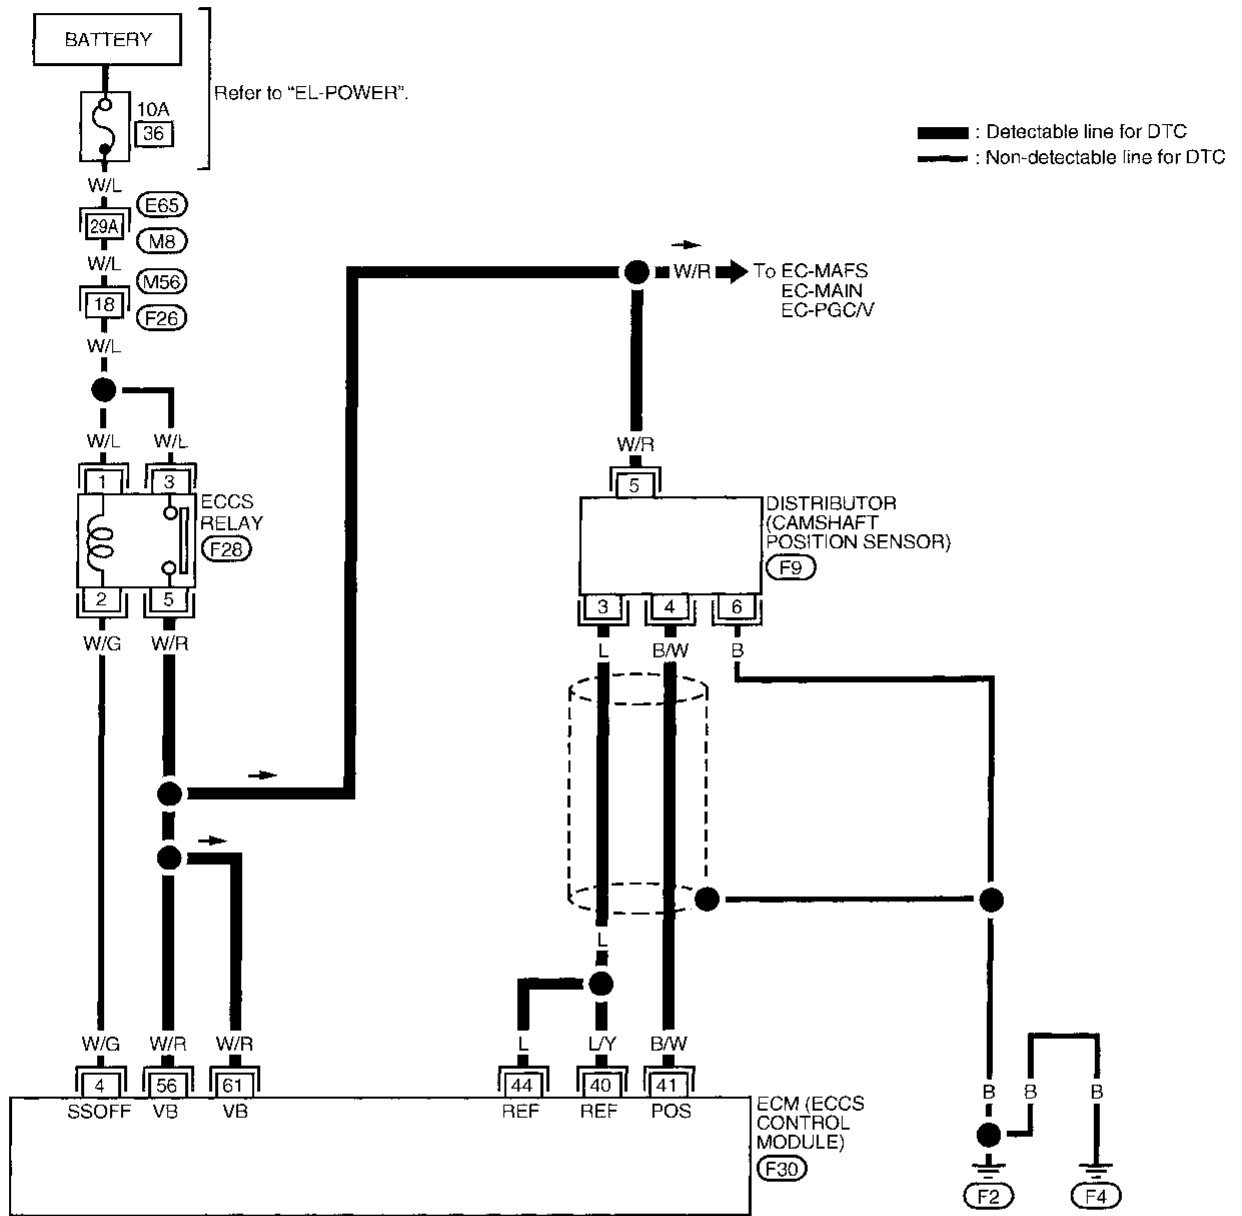 BATTERY
Refer to "EL-POWER".
10A
36
: Detectable line for DTC
: Non-detectable line for DTC
W/L
E65
29A
M8
W/L
M56
18
F26
W/L
W/R
To EC-MAFS
EC-MAIN
EC-PGC/V
W/L
W/L
W/R
1
3
5
ECCS
RELAY
F28
DISTRIBUTOR
(CAMSHAFT
POSITION SENSOR)
F9
2
5
3
4
6
W/G
W/R
L
B/W
B
L
W/G
W/R
W/R
L
L/Y
B/W
4
56
61
44
40
41
SSOFF
VB
VB
REF
REF
POS
ECM (ECCS
CONTROL
MODULE)
F30
B
B
B
F2
F4